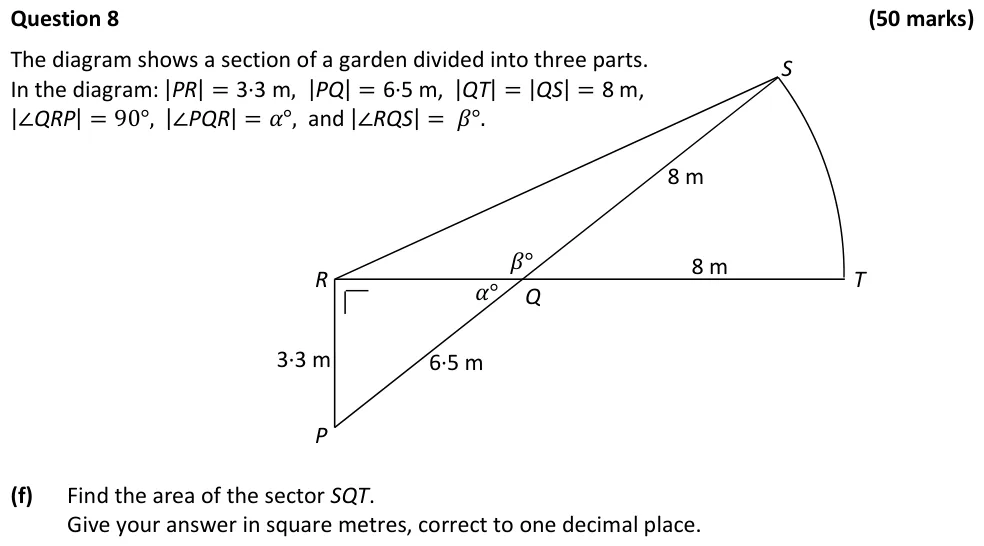 Question 8 (50 marks)
The diagram shows a section of a garden divided into three parts.
In the diagram: |PR| = 3·3 m, |PQ| = 6·5 m, |QT| = |QS| = 8 m,
|∠QRP| = 90°, |∠PQR| = α°, and |∠RQS| = β°.
S
8 m
β°
8 m
R
T
α°
Q
3·3 m
6·5 m
P
(f) Find the area of the sector SQT.
Give your answer in square metres, correct to one decimal place.